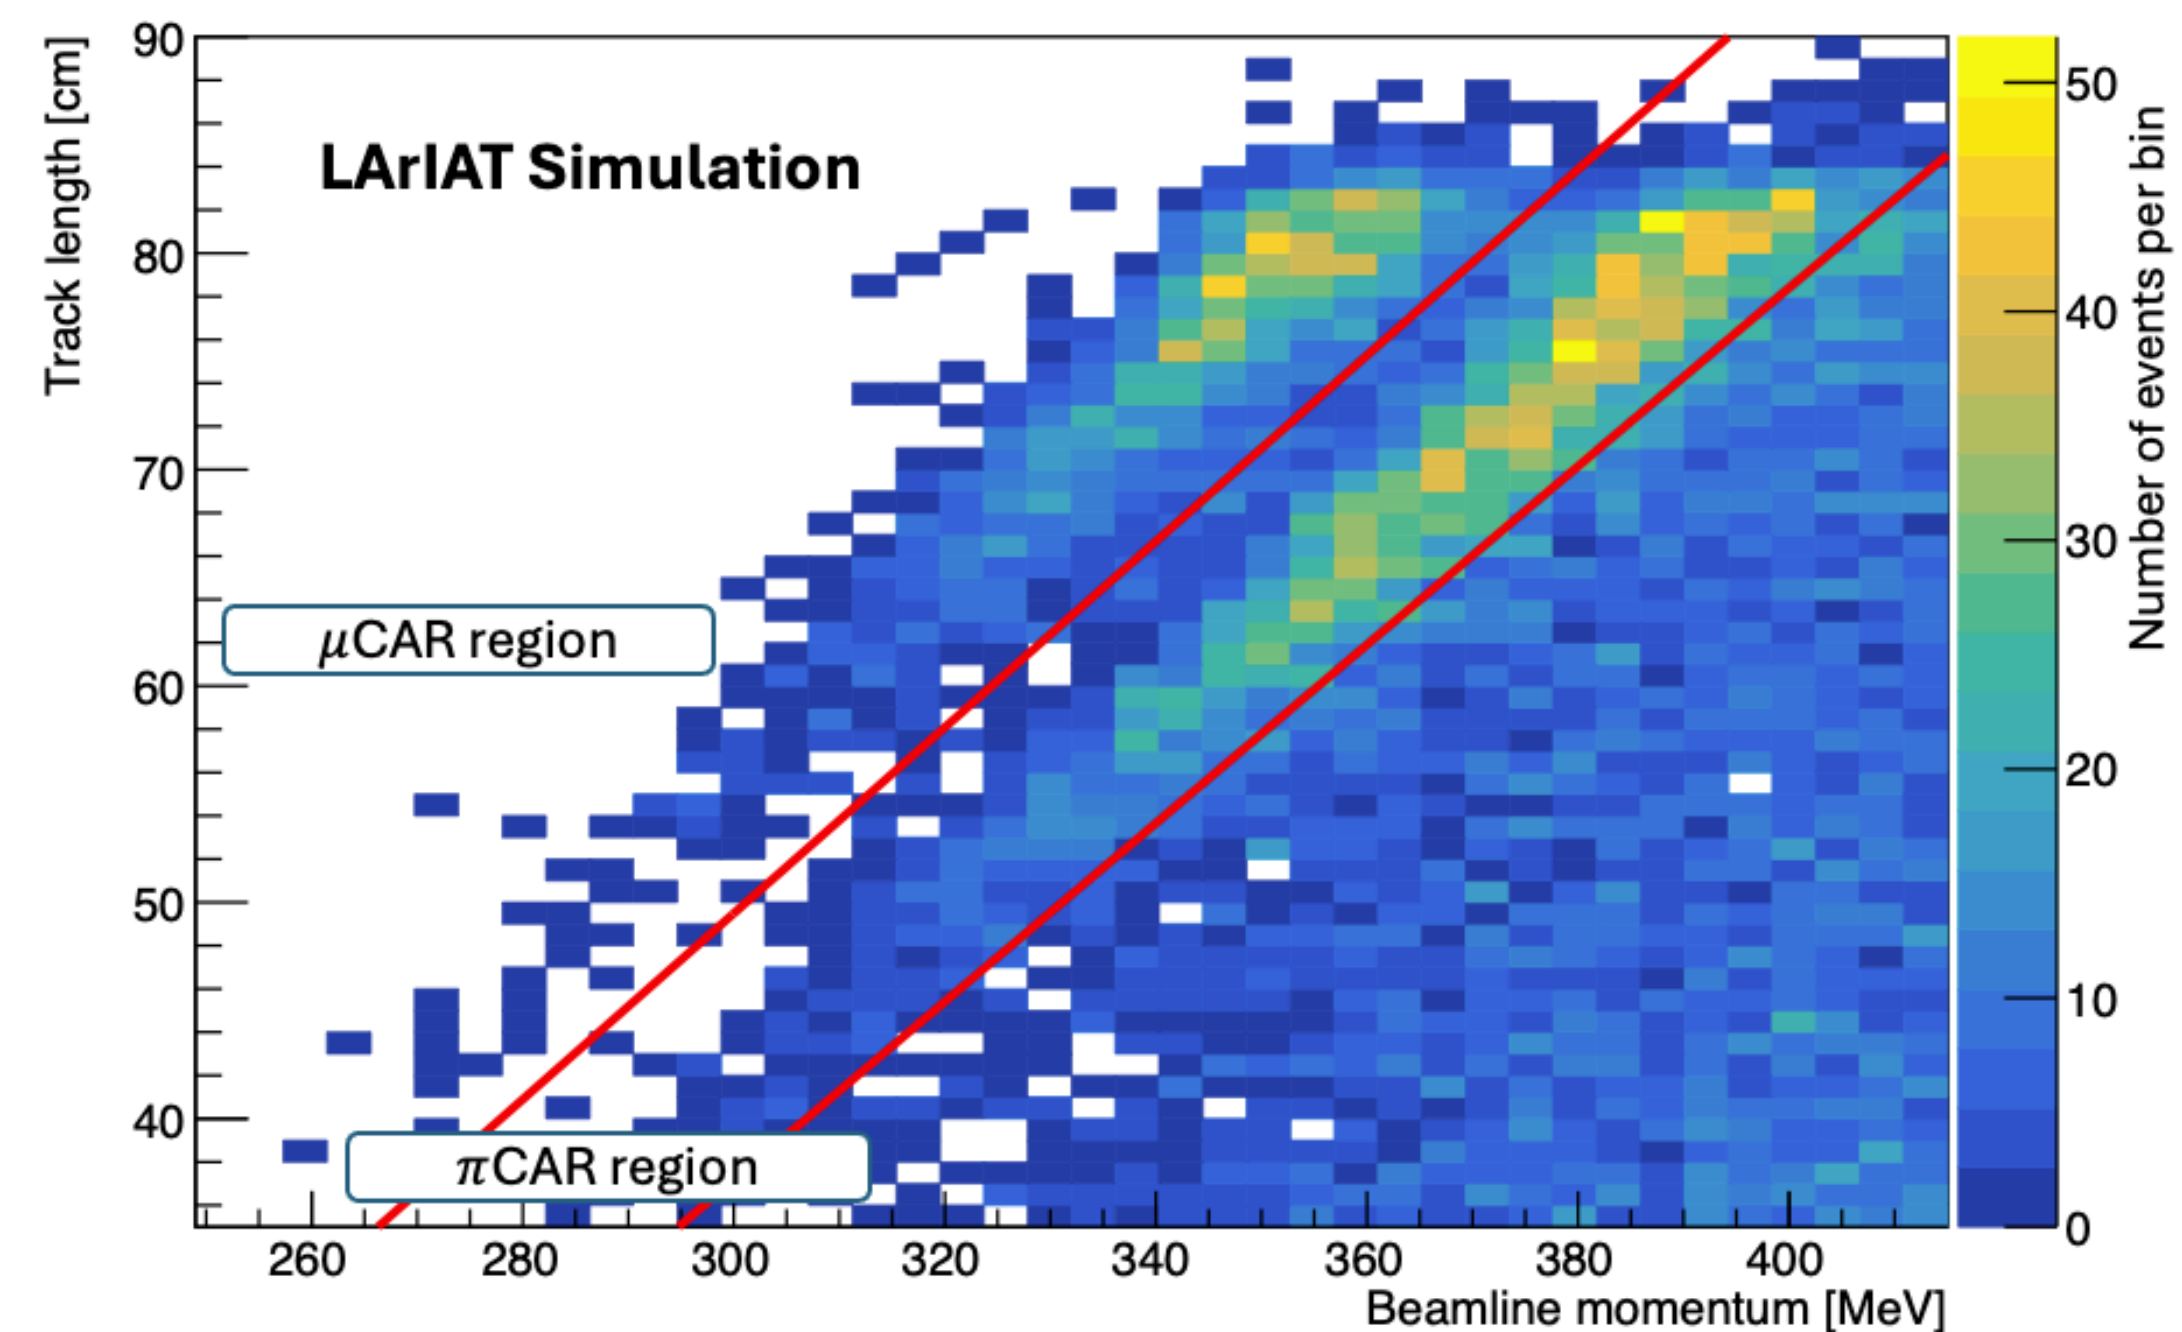 Track length [cm]
90
80
70
60
50
40
LArIAT Simulation
μCAR region
πCAR region
260 280 300 320 340 360 380 400
Beamline momentum [MeV]
50
40
30
20
10
0
Number of events per bin